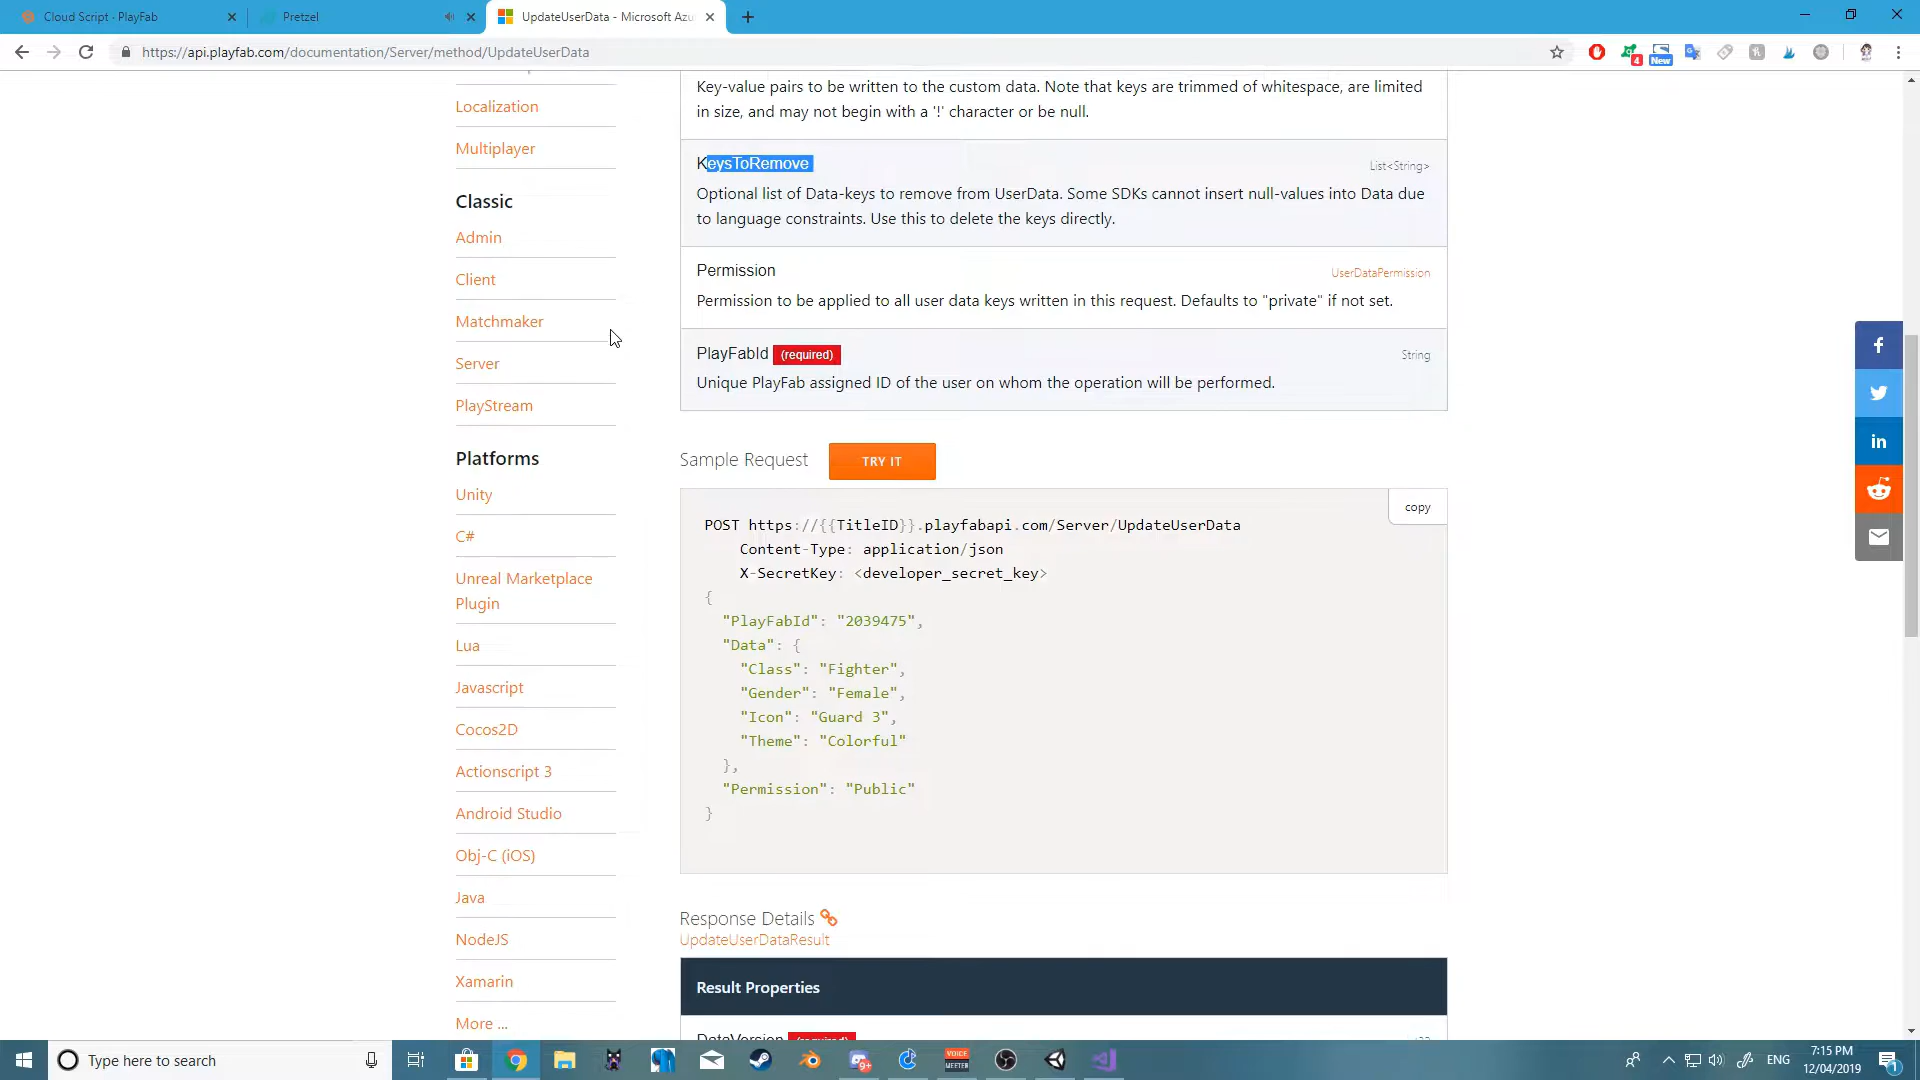 Cloud Script - PlayFab
Pretzel
UpdateUserData - Microsoft Azu
https://api.playfab.com/documentation/Server/method/UpdateUserData
4
New
Localization
Multiplayer
Classic
Admin
Client
Matchmaker
Server
PlayStream
Platforms
Unity
C#
Unreal Marketplace
Plugin
Lua
Javascript
Cocos2D
Actionscript 3
Android Studio
Obj-C (iOS)
Java
NodeJS
Xamarin
More ...
Key-value pairs to be written to the custom data. Note that keys are trimmed of whitespace, are limited
in size, and may not begin with a '!' character or be null.
KeysToRemove List<String>
Optional list of Data-keys to remove from UserData. Some SDKs cannot insert null-values into Data due
to language constraints. Use this to delete the keys directly.
Permission UserDataPermission
Permission to be applied to all user data keys written in this request. Defaults to "private" if not set.
PlayFabId (required) String
Unique PlayFab assigned ID of the user on whom the operation will be performed.
Sample Request TRY IT
copy
POST https://{{TitleID}}.playfabapi.com/Server/UpdateUserData
Content-Type: application/json
X-SecretKey: <developer_secret_key>
{
"PlayFabId": "2039475",
"Data": {
"Class": "Fighter",
"Gender": "Female",
"Icon": "Guard 3",
"Theme": "Colorful"
},
"Permission": "Public"
}
Response Details
UpdateUserDataResult
Result Properties
DataVersion (required)
f
in
Type here to search
9+
VOICE
MEETER
ENG
7:15 PM
12/04/2019
1